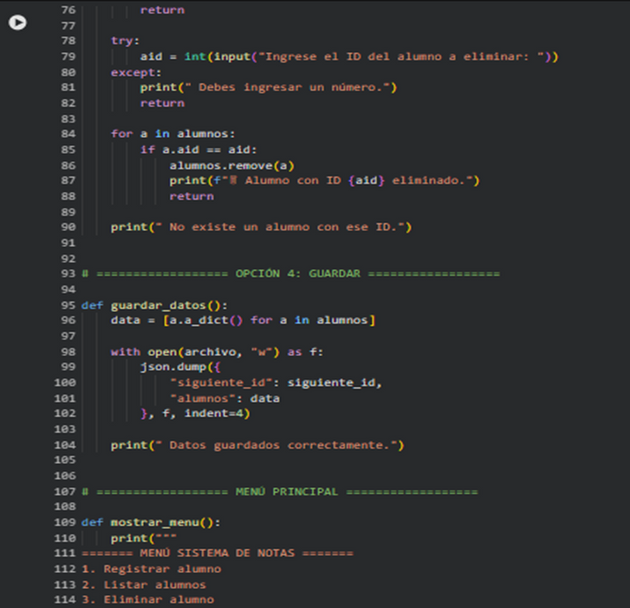 76 return
77
78 try:
79 aid = int(input("Ingrese el ID del alumno a eliminar: "))
80 except:
81 print(" Debes ingresar un número.")
82 return
83
84 for a in alumnos:
85 if a.aid == aid:
86 alumnos.remove(a)
87 print(f" Alumno con ID {aid} eliminado.")
88 return
89
90 print(" No existe un alumno con ese ID.")
91
92
93 # ================== OPCIÓN 4: GUARDAR ==================
94
95 def guardar_datos():
96 data = [a.a_dict() for a in alumnos]
97
98 with open(archivo, "w") as f:
99 json.dump({
100 "siguiente_id": siguiente_id,
101 "alumnos": data
102 }, f, indent=4)
103
104 print(" Datos guardados correctamente.")
105
106
107 # ================== MENÚ PRINCIPAL ==================
108
109 def mostrar_menu():
110 print("""
111 ======= MENÚ SISTEMA DE NOTAS =======
112 1. Registrar alumno
113 2. Listar alumnos
114 3. Eliminar alumno